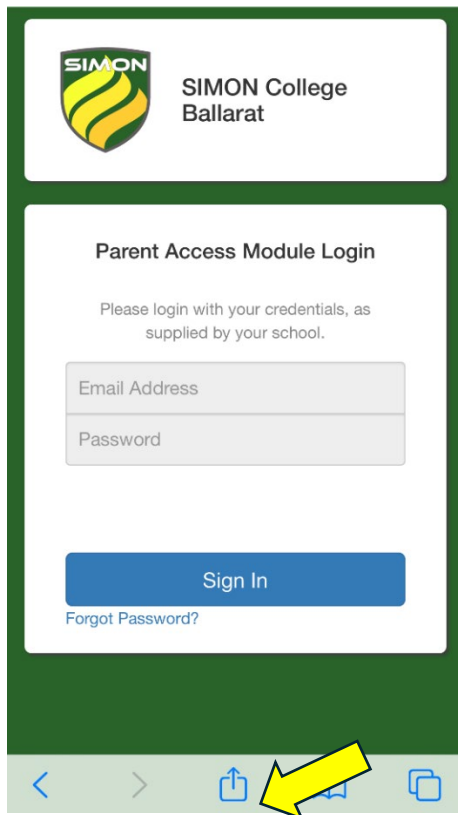 SIMON
SIMON College
Ballarat
Parent Access Module Login
Please login with your credentials, as
supplied by your school.
Email Address
Password
Sign In
Forgot Password?